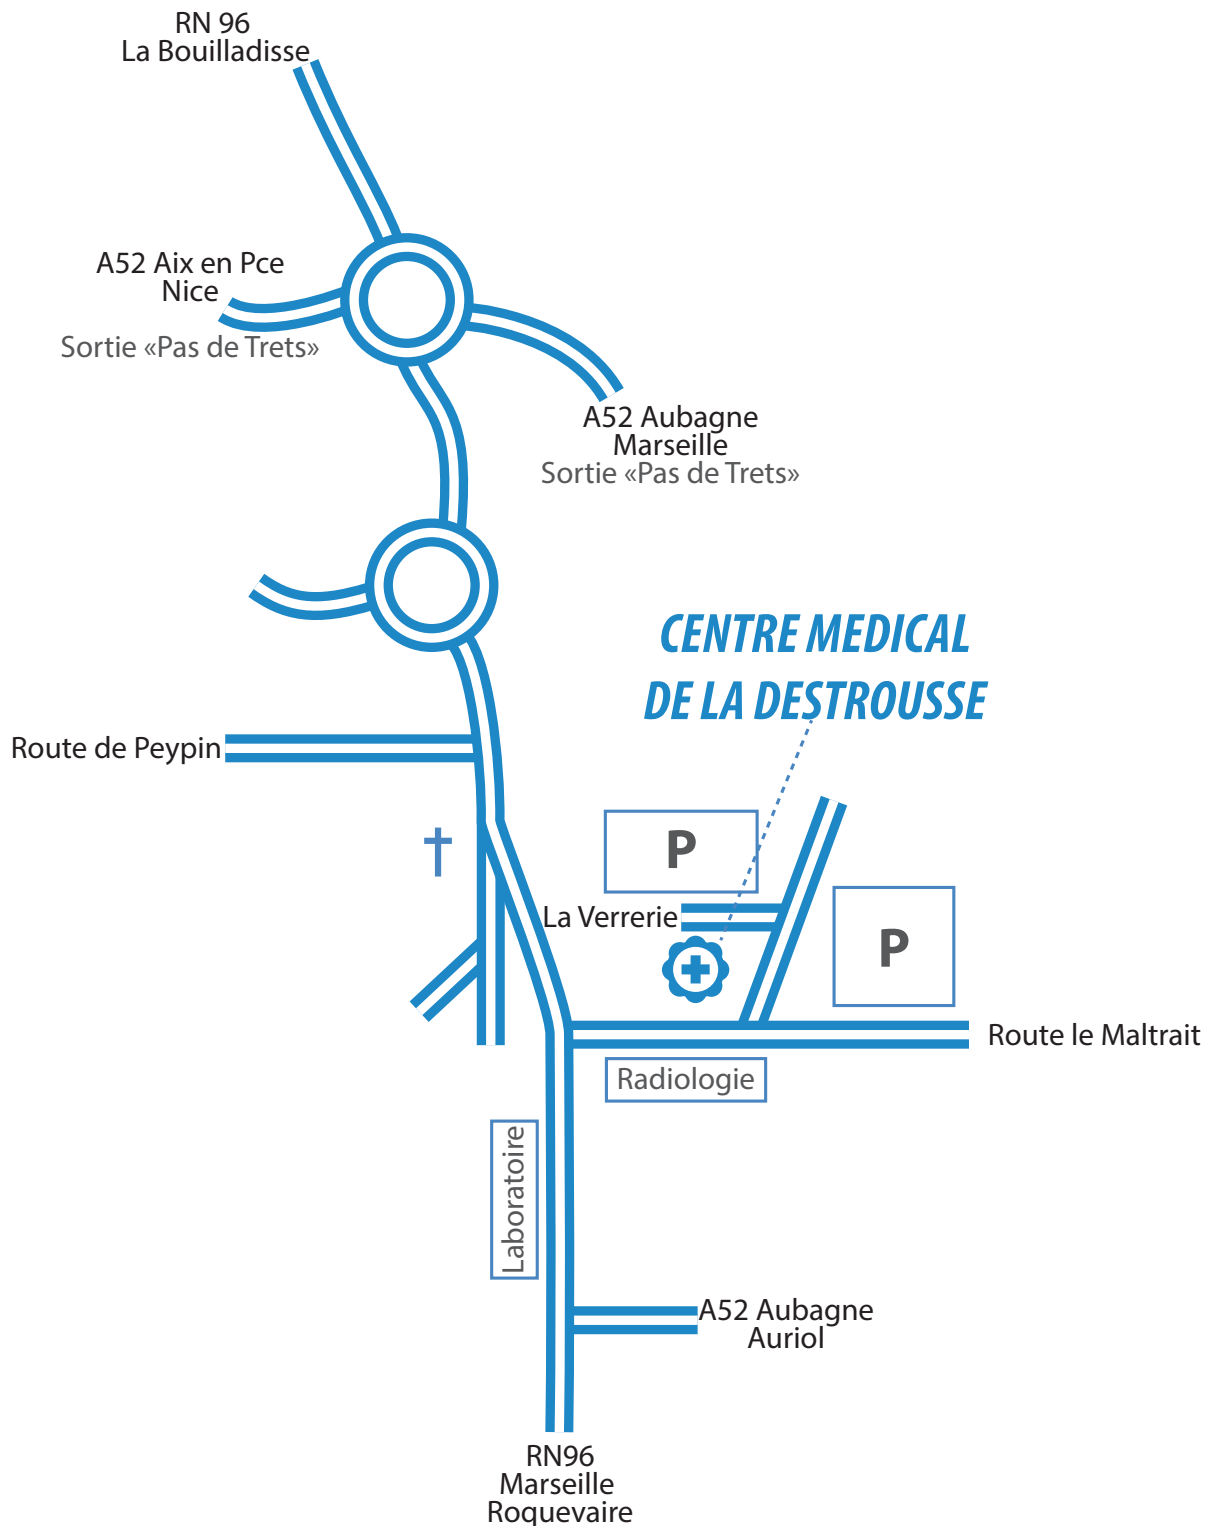 RN 96
La Bouilladisse
A52 Aix en Pce
Nice
Sortie «Pas de Trets»
A52 Aubagne
Marseille
Sortie «Pas de Trets»
CENTRE MEDICAL
DE LA DESTROUSSE
Route de Peypin
P
La Verrerie
P
Route le Maltrait
Radiologie
Laboratoire
A52 Aubagne
Auriol
RN96
Marseille
Roquevaire